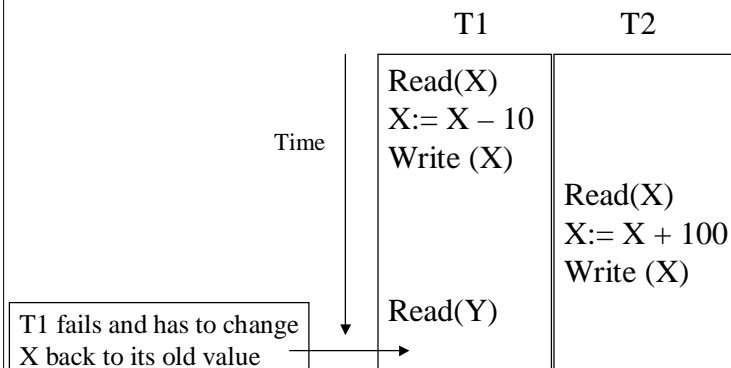 T1 T2
Read(X)
X:= X – 10
Time
Write (X)
Read(X)
X:= X + 100
Write (X)
Read(Y)
T1 fails and has to change
X back to its old value